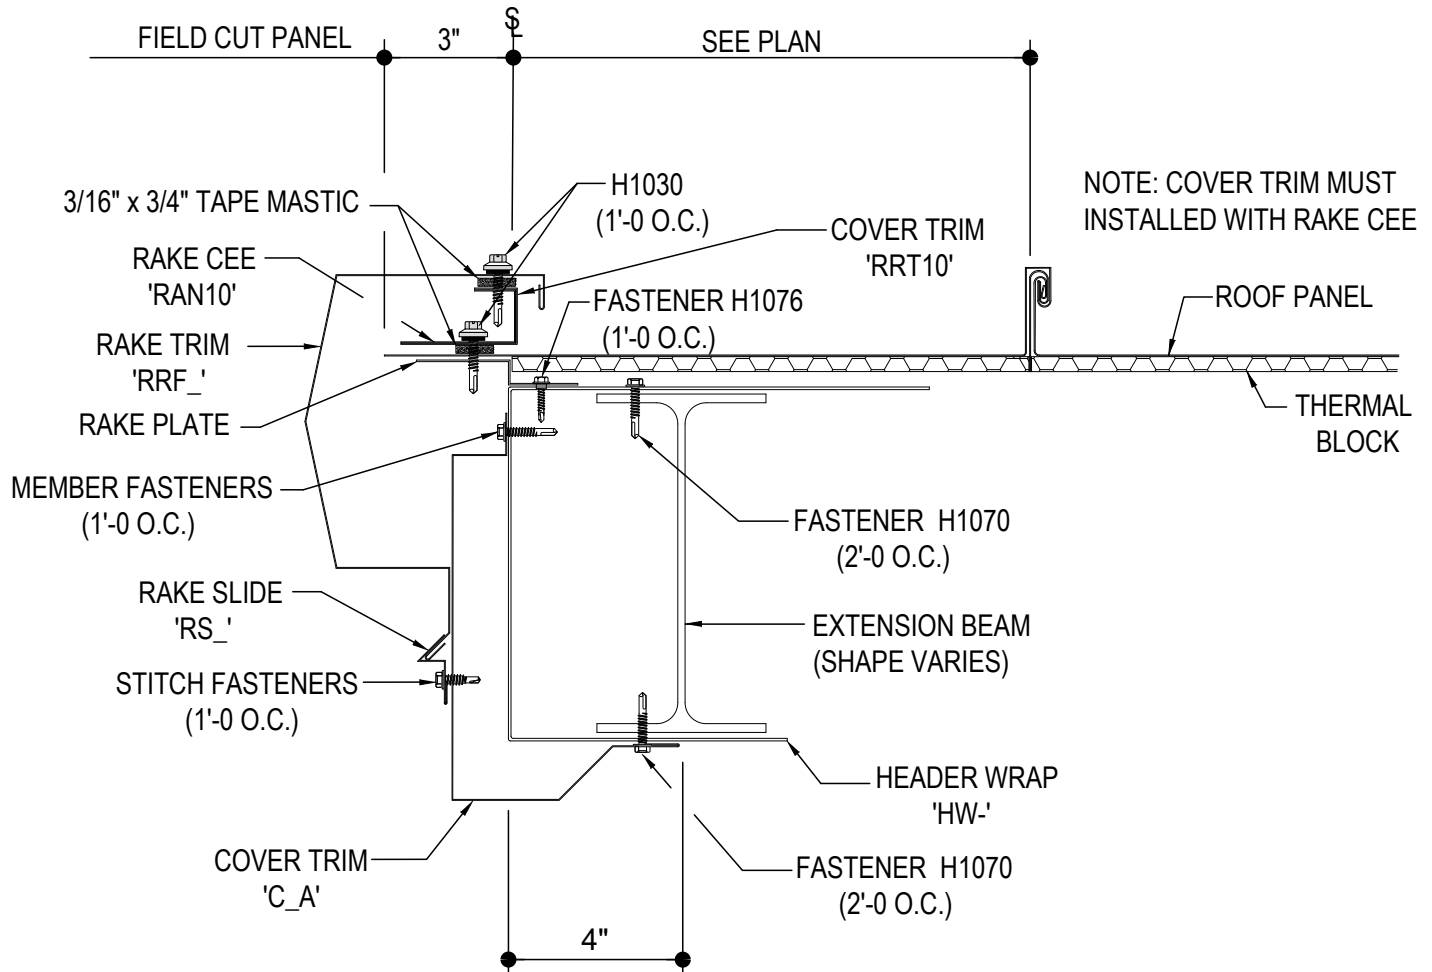 FIELD CUT PANEL
3"
SEE PLAN
3/16" x 3/4" TAPE MASTIC
H1030
(1'-0 O.C.)
NOTE: COVER TRIM MUST
INSTALLED WITH RAKE CEE
COVER TRIM
'RRT10'
RAKE CEE
'RAN10'
FASTENER H1076
(1'-0 O.C.)
ROOF PANEL
RAKE TRIM
'RRF_'
RAKE PLATE
THERMAL
BLOCK
MEMBER FASTENERS
(1'-0 O.C.)
FASTENER H1070
(2'-0 O.C.)
RAKE SLIDE
'RS_'
EXTENSION BEAM
(SHAPE VARIES)
STITCH FASTENERS
(1'-0 O.C.)
HEADER WRAP
'HW-'
COVER TRIM
'C_A'
FASTENER H1070
(2'-0 O.C.)
4"